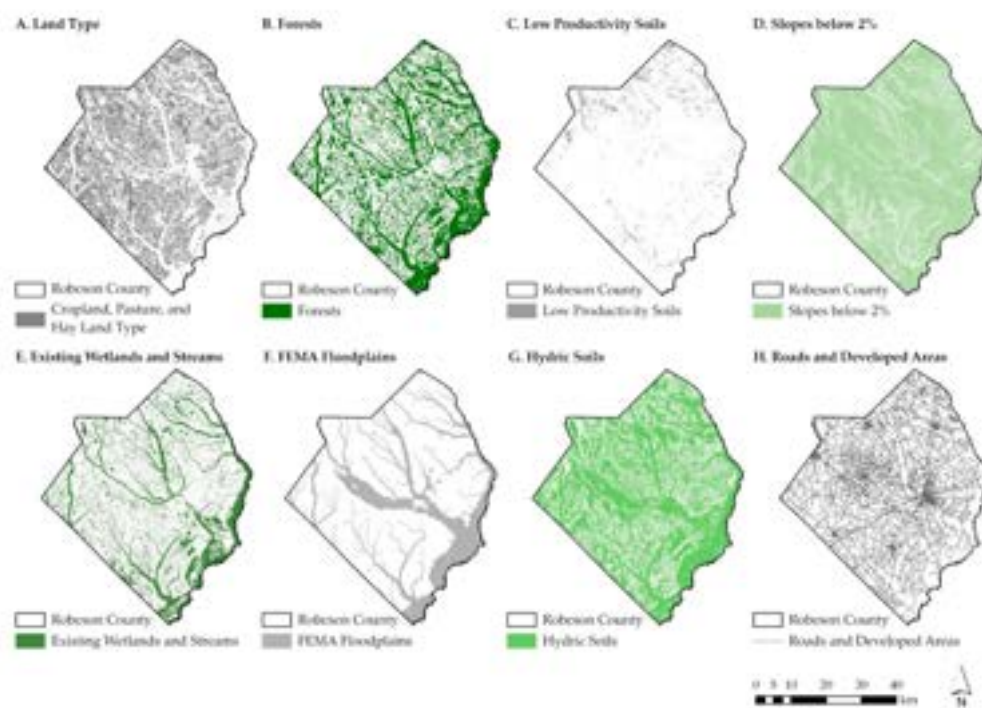 A. Land Type
B. Forests
C. Low Productivity Soils
D. Slopes below 2%
Robeson County
Cropland, Pasture, and
Hay Land Type
Robeson County
Forests
Robeson County
Low Productivity Soils
Robeson County
Slopes below 2%
E. Existing Wetlands and Streams
F. FEMA Floodplains
G. Hydric Soils
H. Roads and Developed Areas
Robeson County
Existing Wetlands and Streams
Robeson County
FEMA Floodplains
Robeson County
Hydric Soils
Robeson County
Roads and Developed Areas
0 5 10 20 30 40
km
N